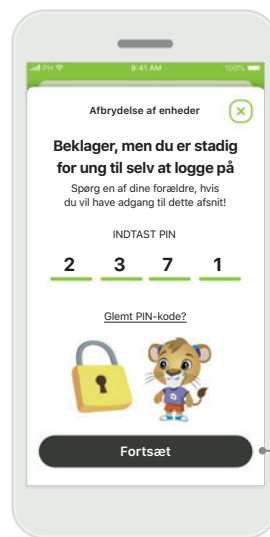 PH
9:41 AM
100%
Afbrydelse af enheder
Beklager, men du er stadig
for ung til selv at logge på
Spørg en af dine forældre, hvis
du vil have adgang til dette afsnit!
INDTAST PIN
2 3 7 1
Glemt PIN-kode?
Fortsæt